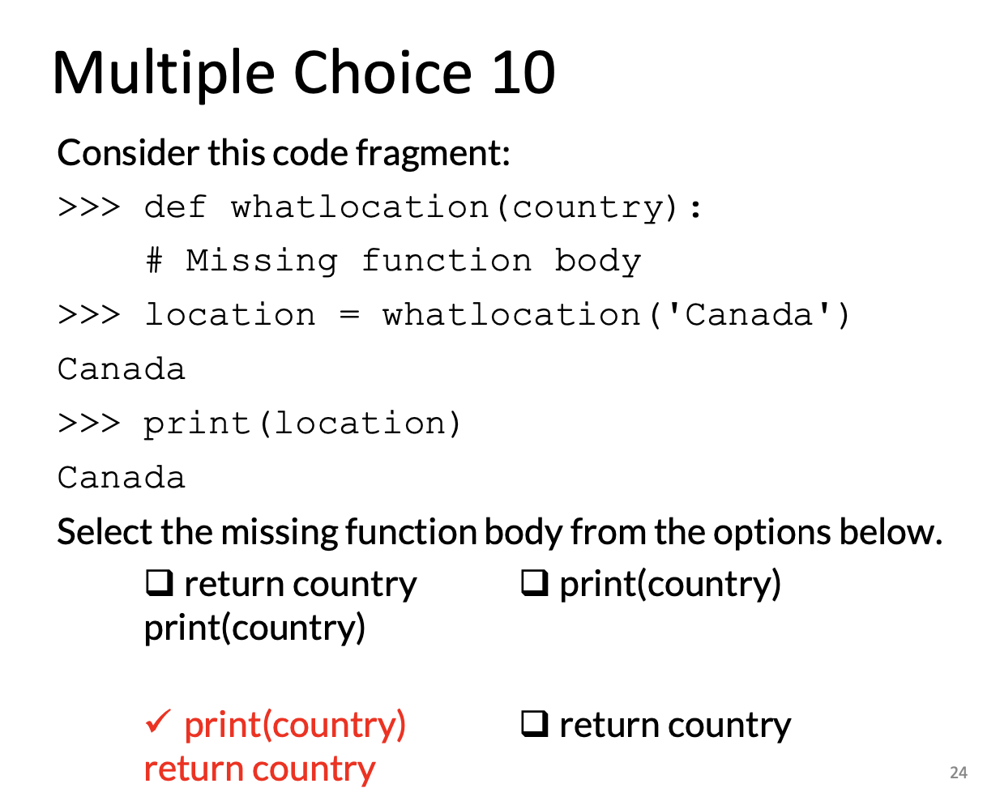 Multiple Choice 10
Consider this code fragment:
>>> def whatlocation(country):
    # Missing function body
>>> location = whatlocation('Canada')
Canada
>>> print(location)
Canada
Select the missing function body from the options below.
❑ return country
print(country)
❑ print(country)
✓ print(country)
return country
❑ return country
24